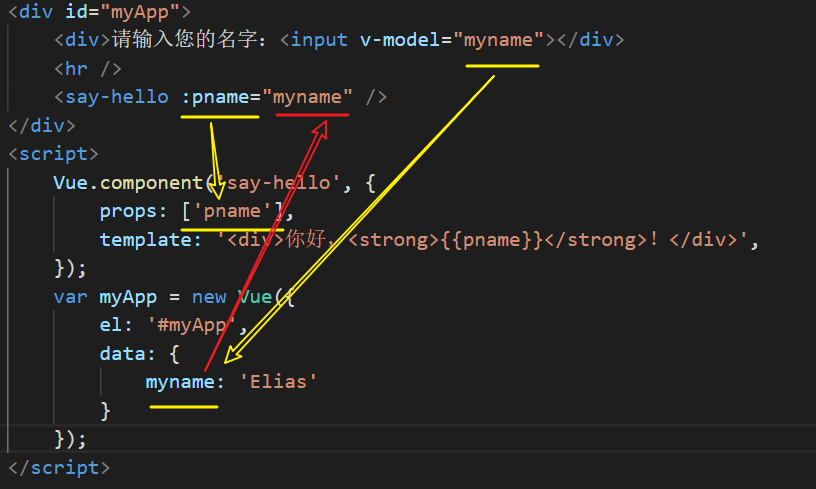 <div id="myApp">
<div>请输入您的名字：<input v-model="myname"></div>
<hr />
<say-hello :pname="myname" />
</div>
<script>
Vue.component('say-hello', {
props: ['pname'],
template: '<div>你好，<strong>{{pname}}</strong>！</div>',
});
var myApp = new Vue({
el: '#myApp',
data: {
myname: 'Elias'
}
});
</script>